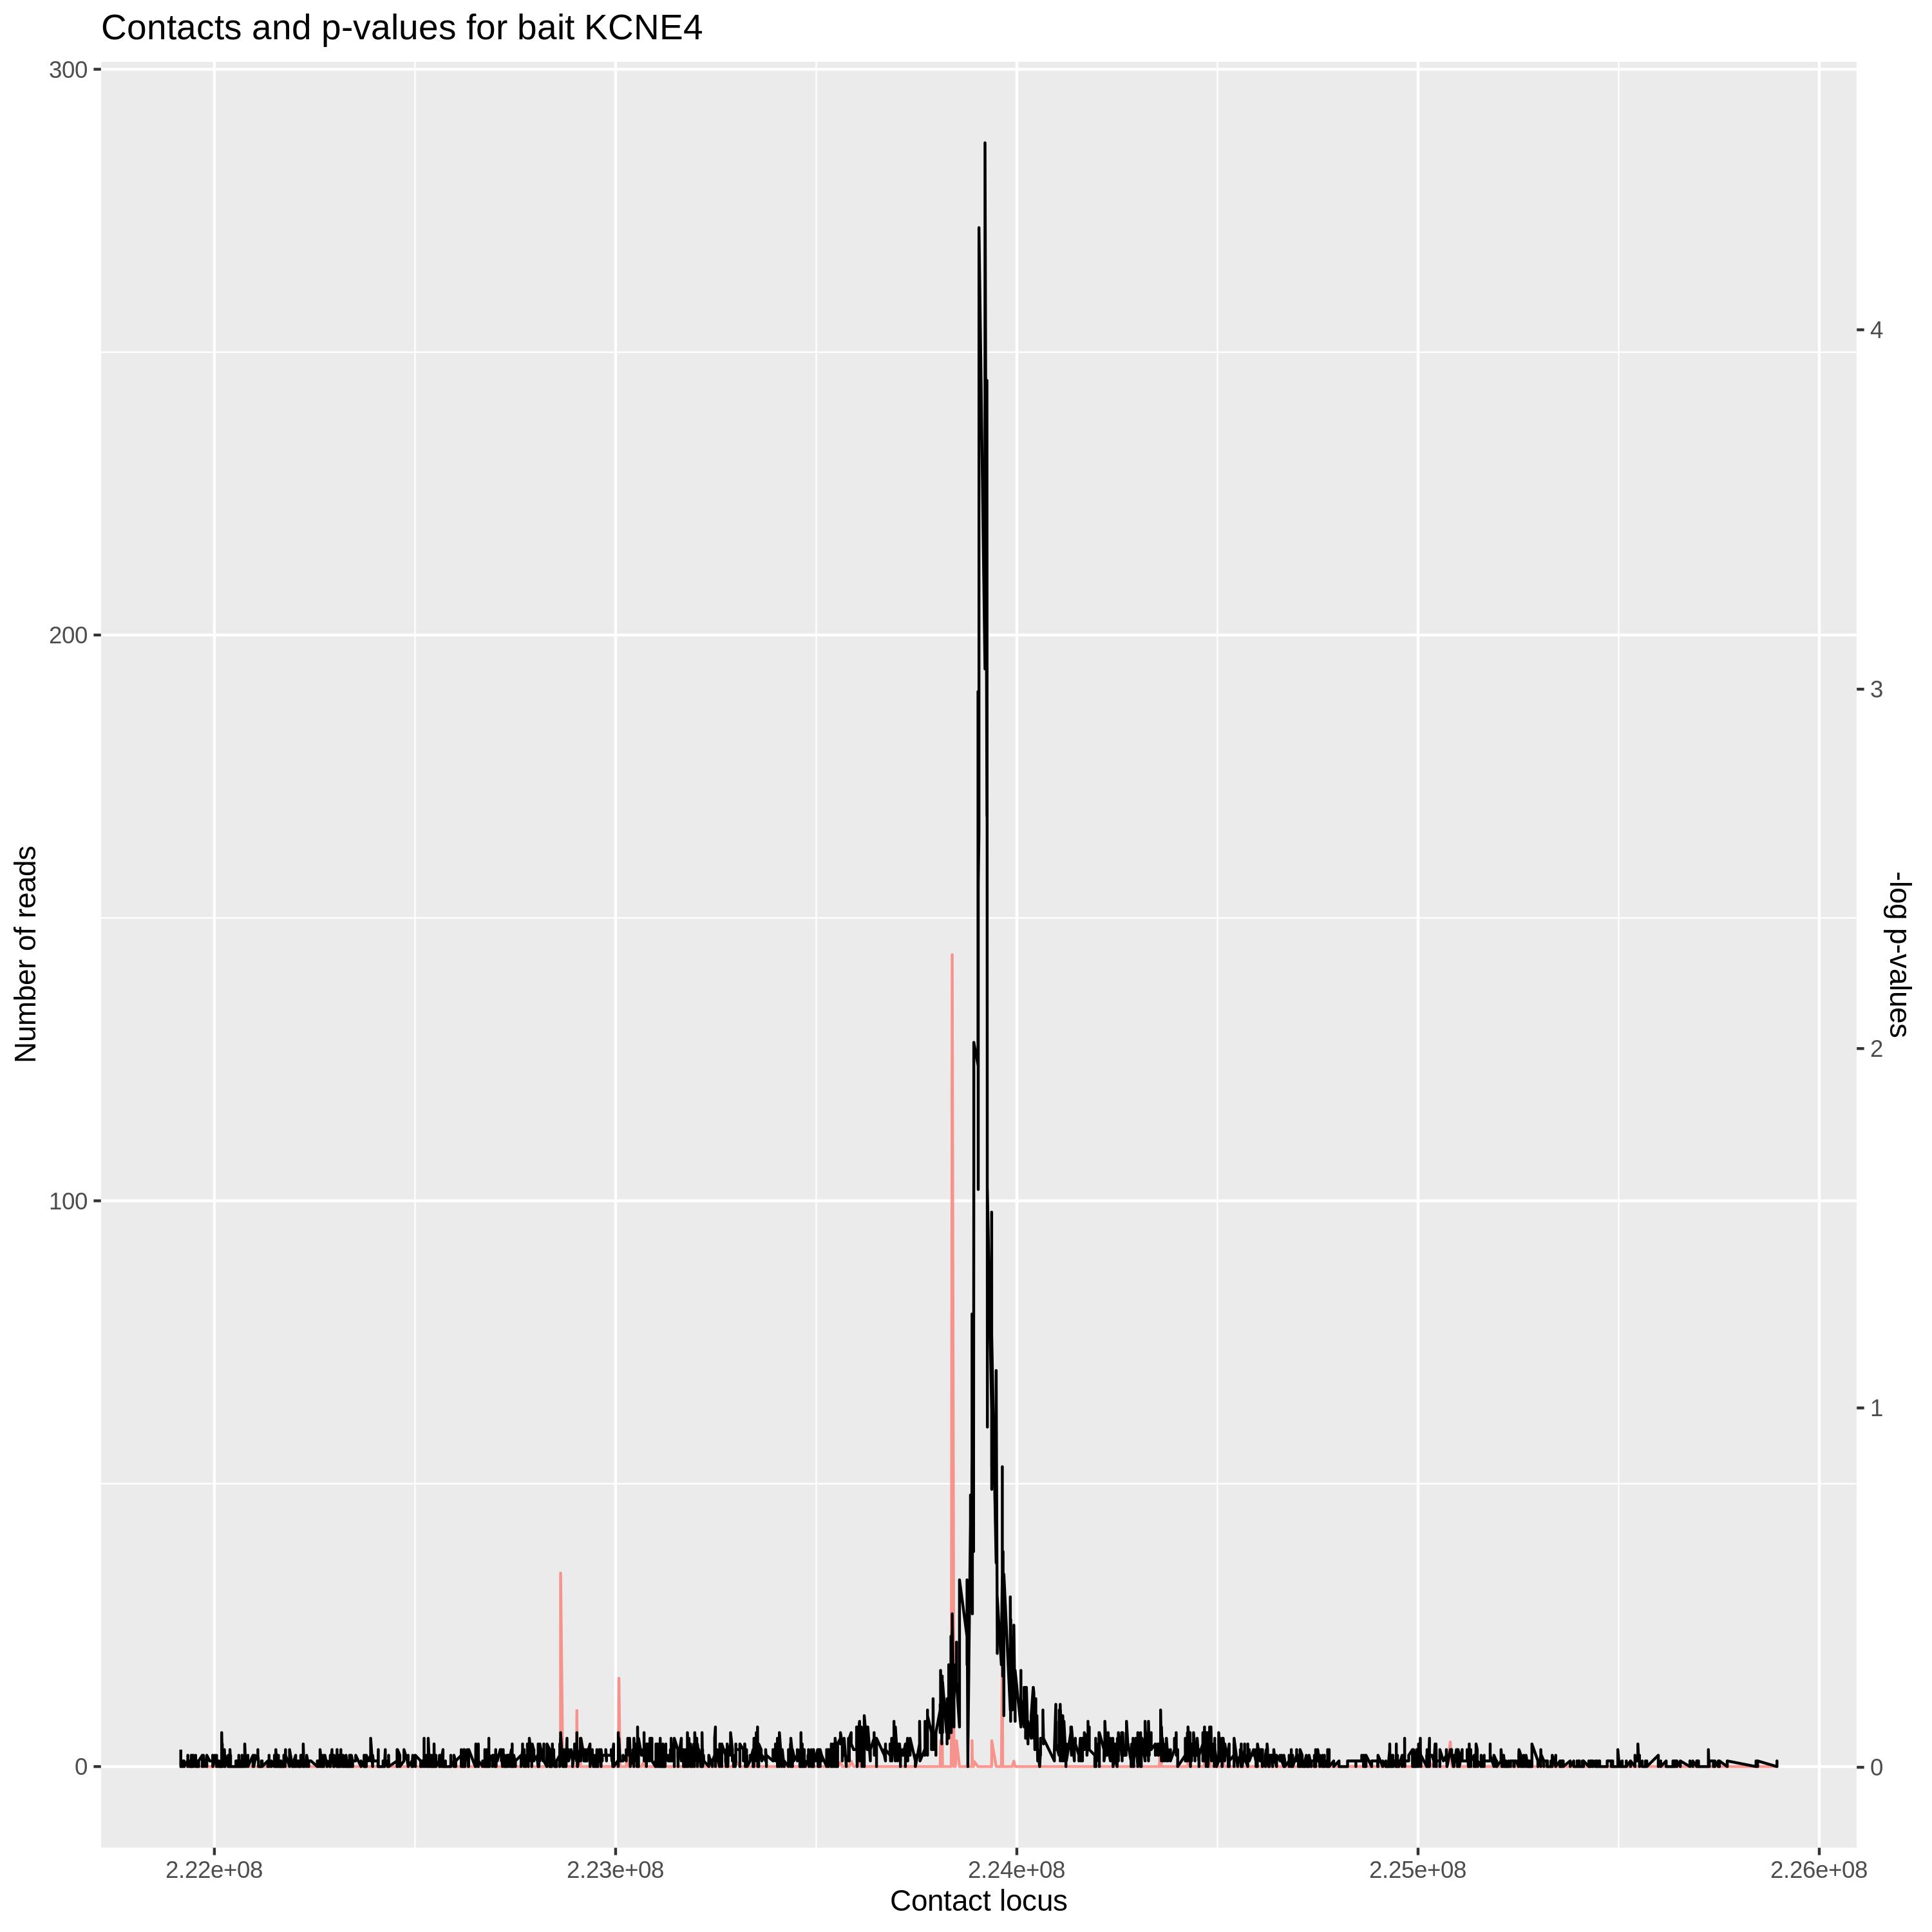 Contacts and p-values for bait KCNE4
300
200
100
0
Number of reads
4
3
2
1
0
-log p-values
2.22e+08
2.23e+08
2.24e+08
2.25e+08
2.26e+08
Contact locus